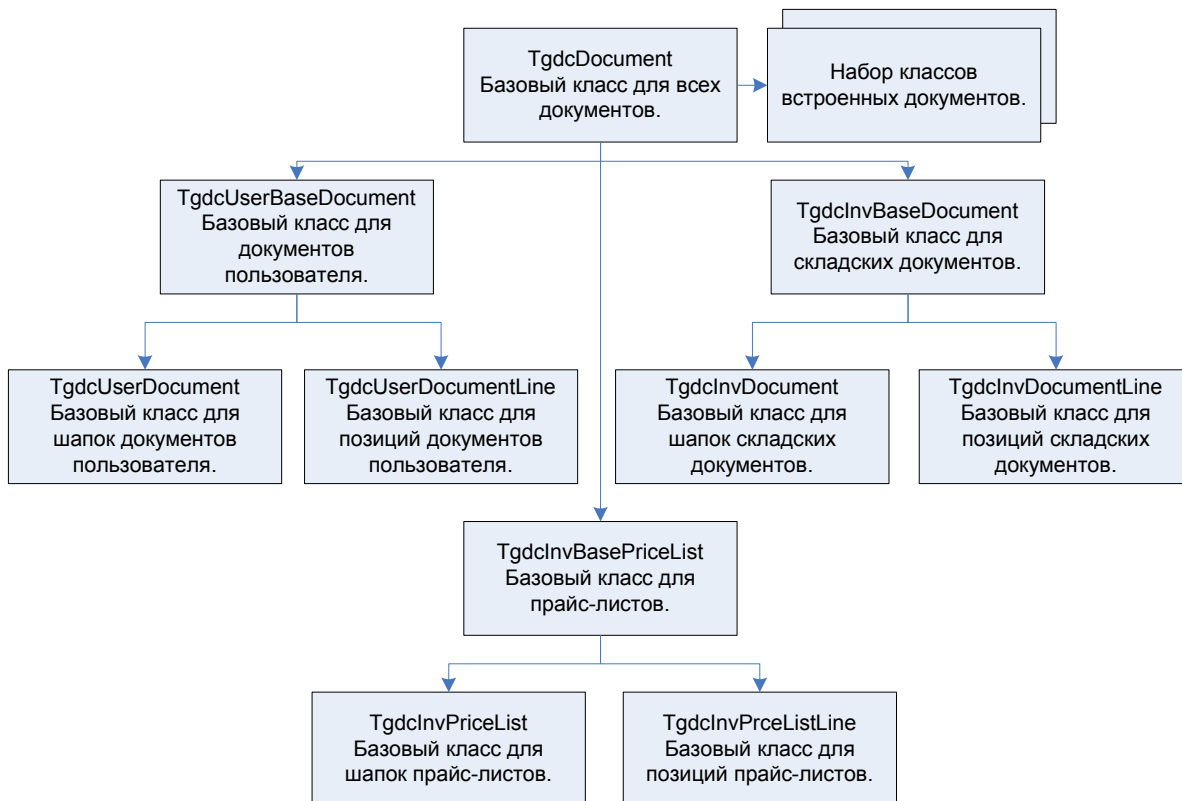 TgdcDocument
Базовый класс для всех
документов.
Набор классов
встроенных документов.
TgdcUserBaseDocument
Базовый класс для
документов
пользователя.
TgdcInvBaseDocument
Базовый класс для
складских документов.
TgdcUserDocument
Базовый класс для
шапок документов
пользователя.
TgdcUserDocumentLine
Базовый класс для
позиций документов
пользователя.
TgdcInvDocument
Базовый класс для
шапок складских
документов.
TgdcInvDocumentLine
Базовый класс для
позиций складских
документов.
TgdcInvBasePriceList
Базовый класс для
прайс-листов.
TgdcInvPriceList
Базовый класс для
шапок прайс-листов.
TgdcInvPrceListLine
Базовый класс для
позиций прайс-листов.